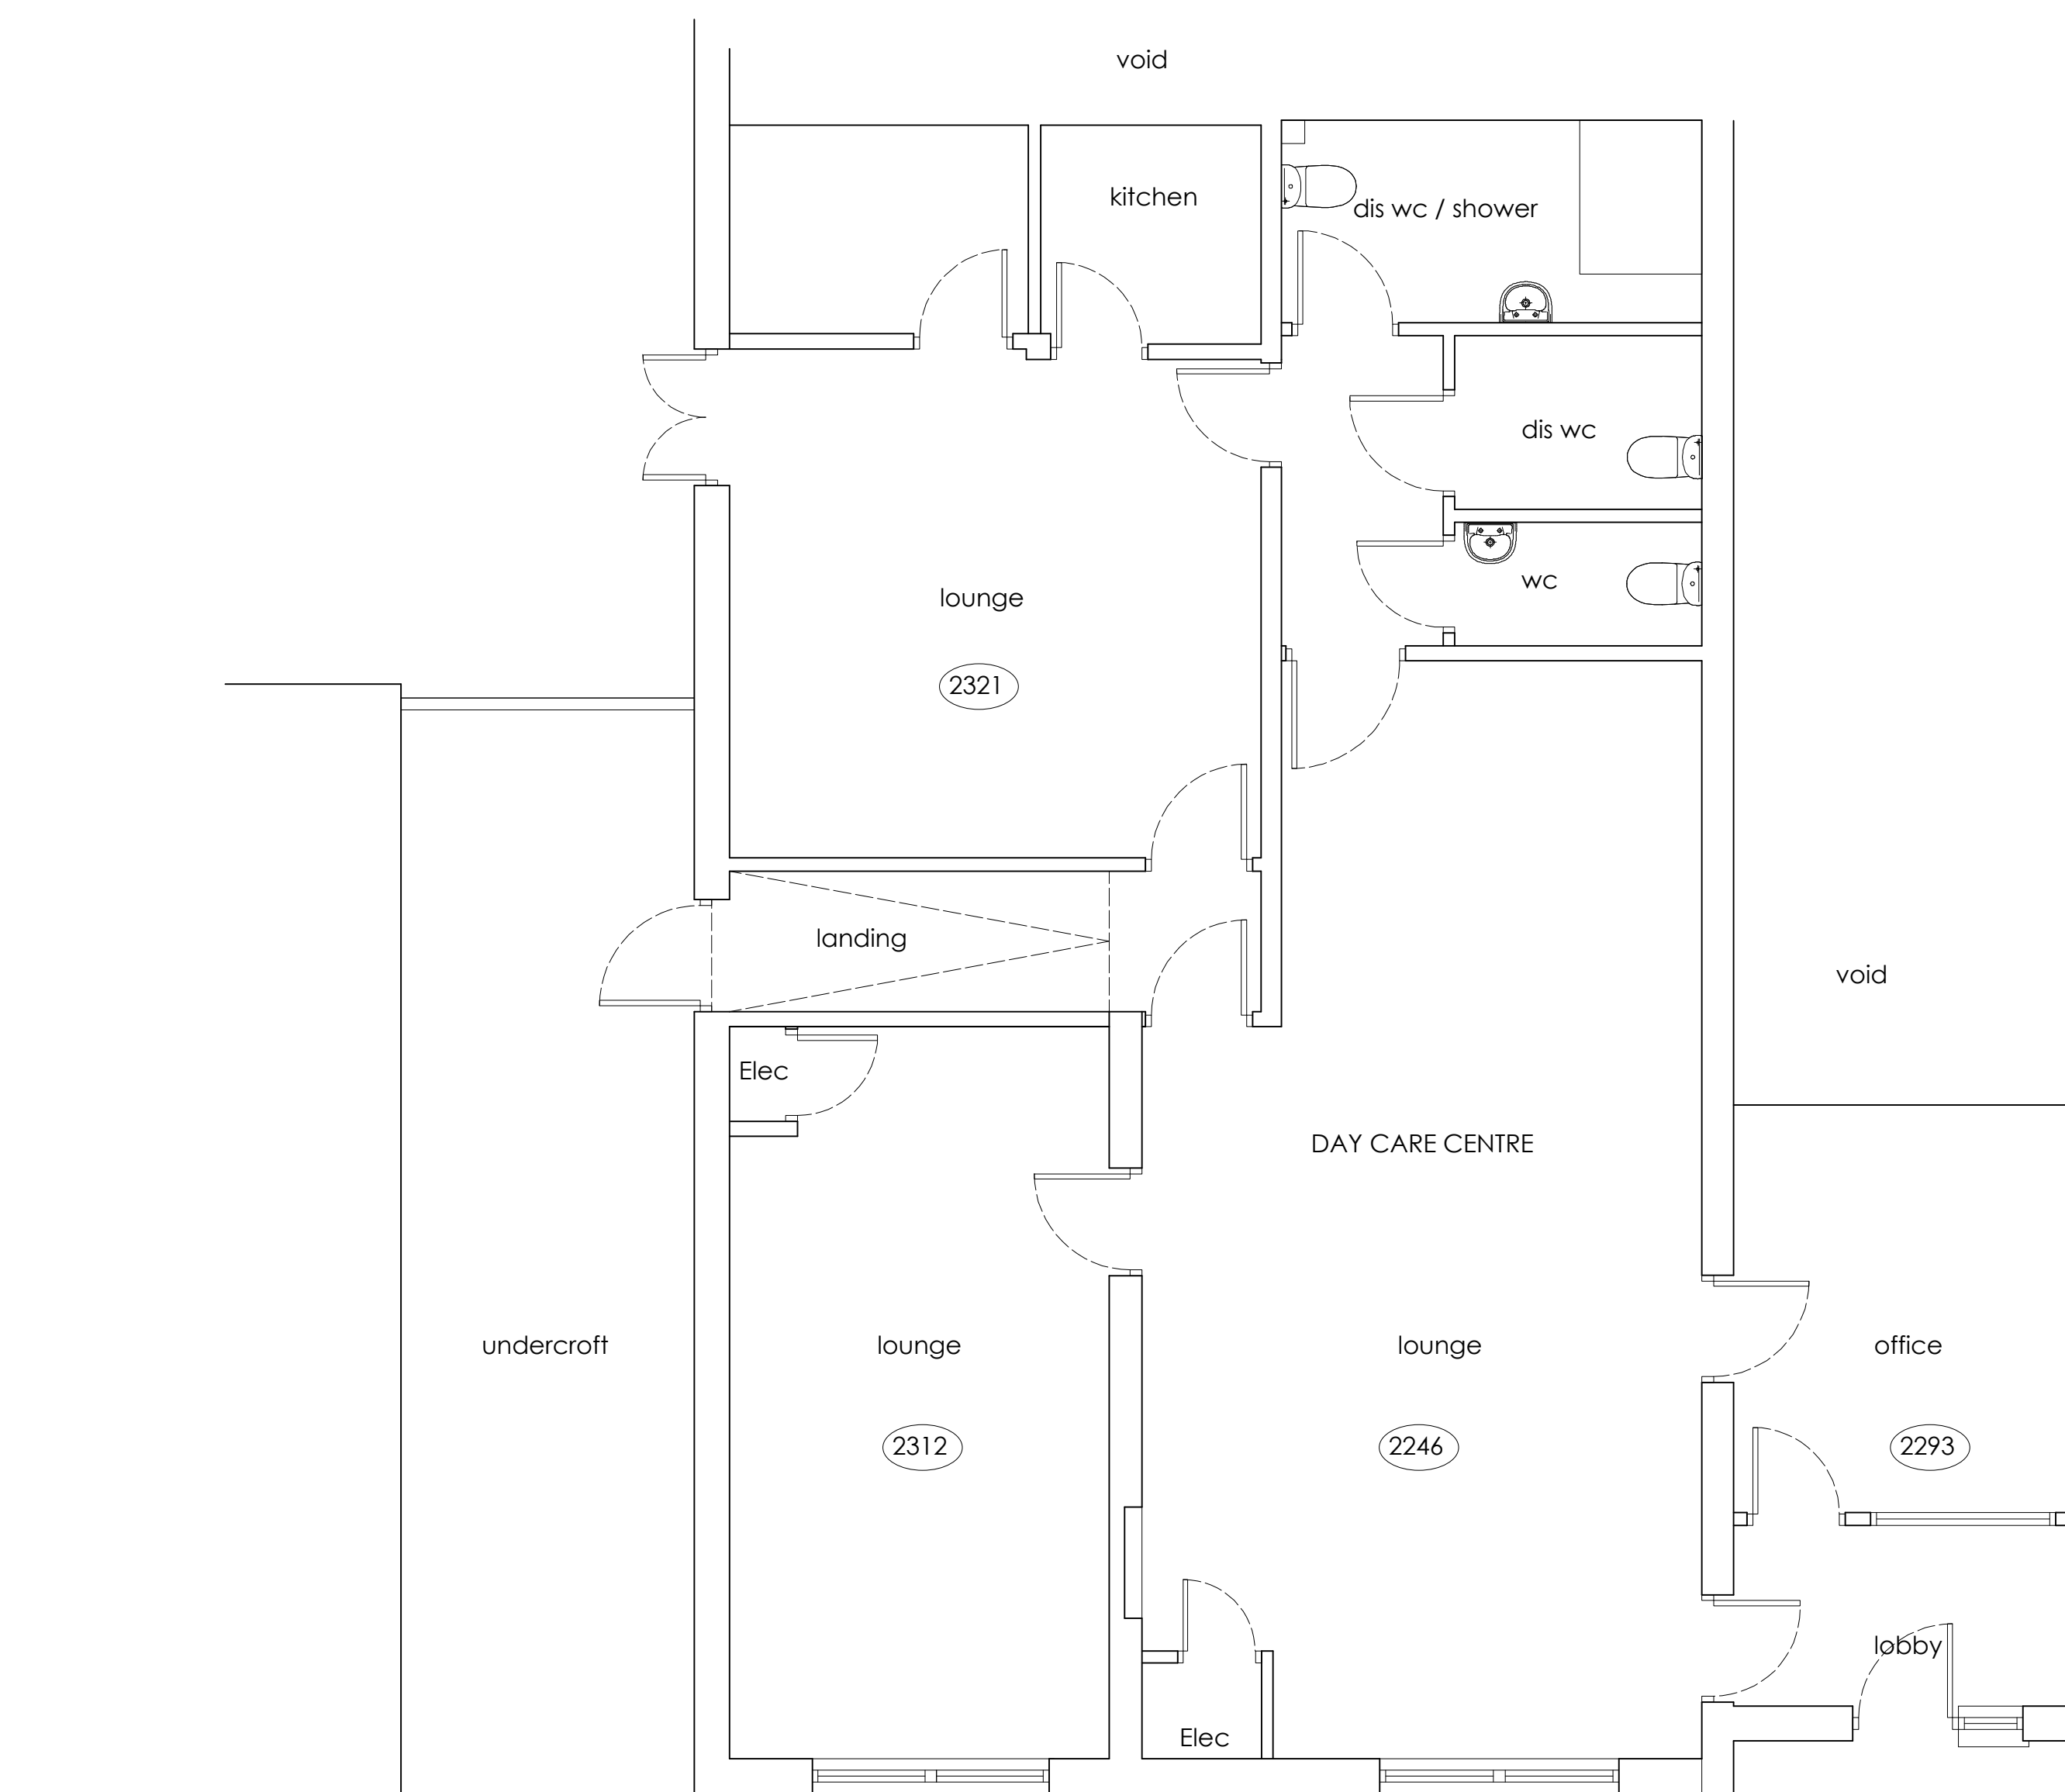 void
kitchen
dis wc / shower
dis wc
wc
lounge
2321
landing
void
Elec
DAY CARE CENTRE
undercroft
lounge
lounge
office
2312
2246
2293
lobby
Elec